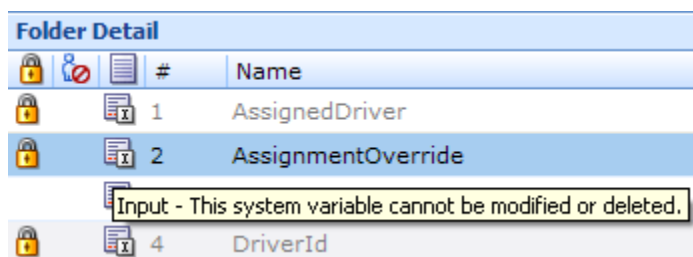 Folder Detail
# Name
1 AssignedDriver
2 AssignmentOverride
Input - This system variable cannot be modified or deleted.
4 DriverId